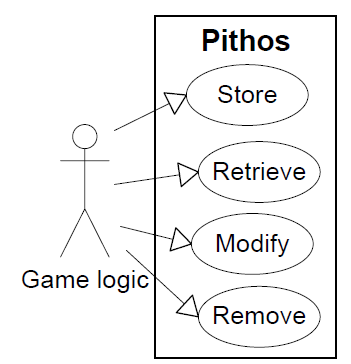 Pithos
Store
Retrieve
Modify
Game logic
Remove